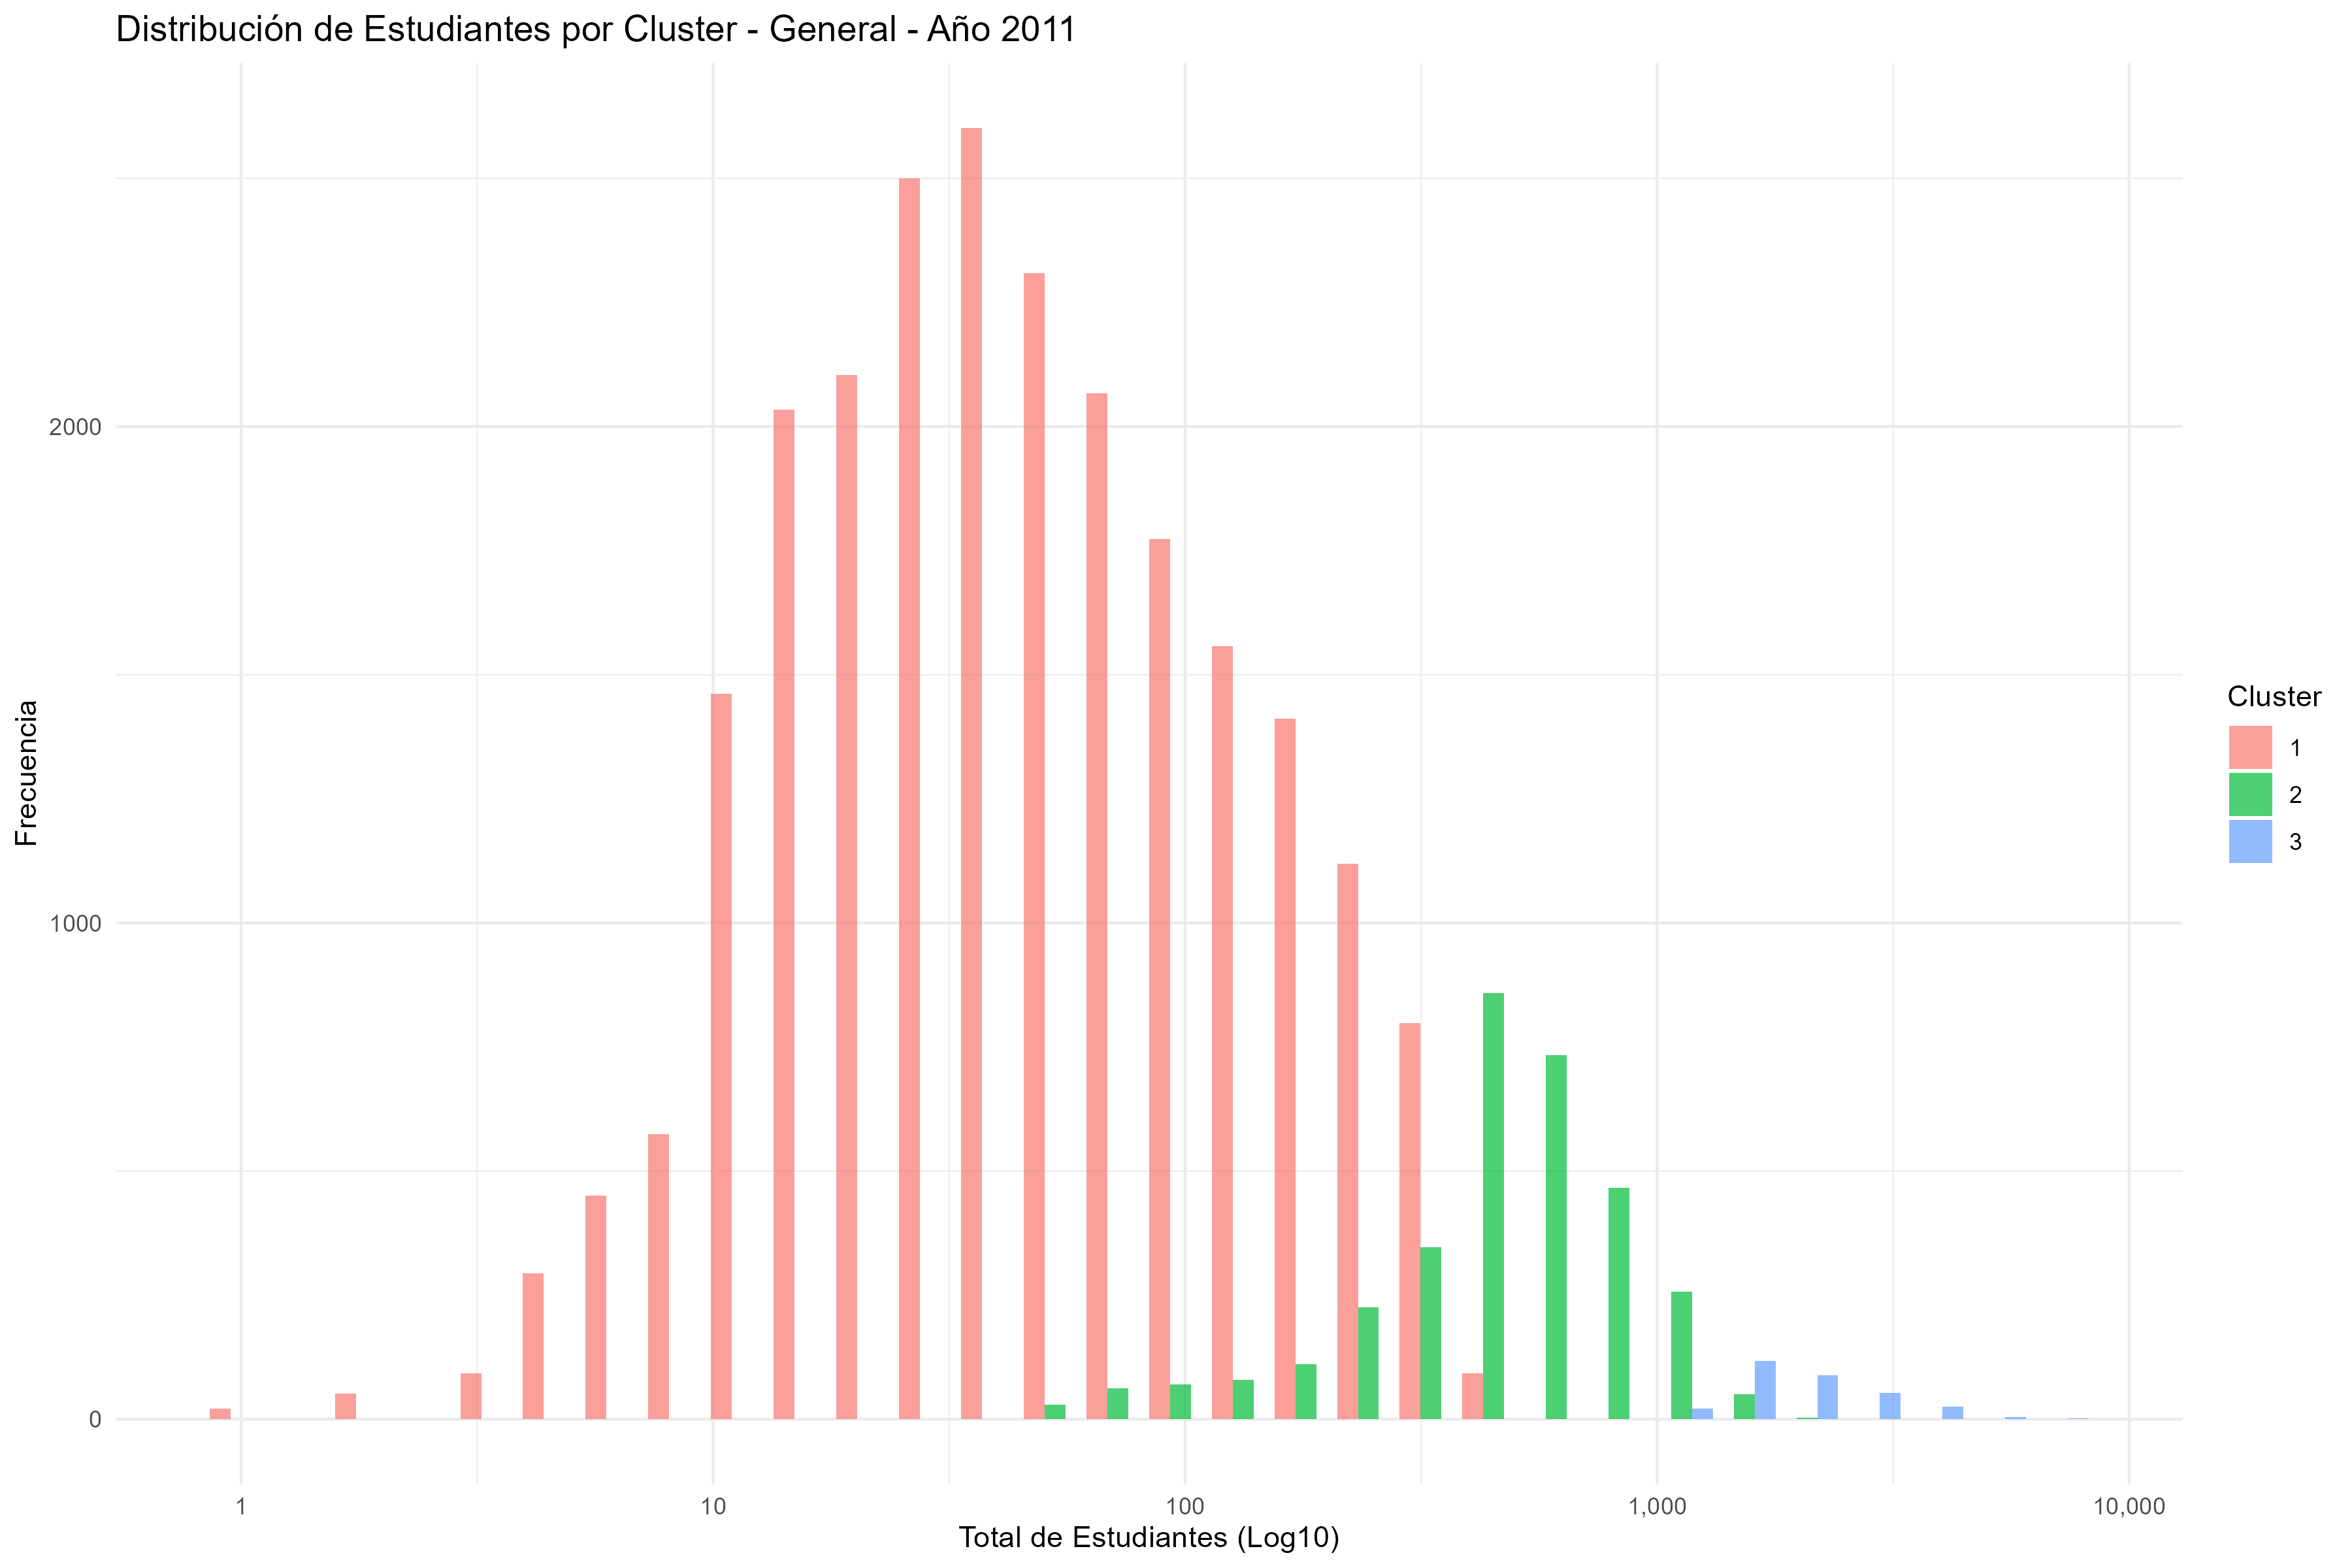 Distribución de Estudiantes por Cluster - General - Año 2011
Frecuencia
2000
1000
0
1
10
100
1,000
10,000
Total de Estudiantes (Log10)
Cluster
1
2
3